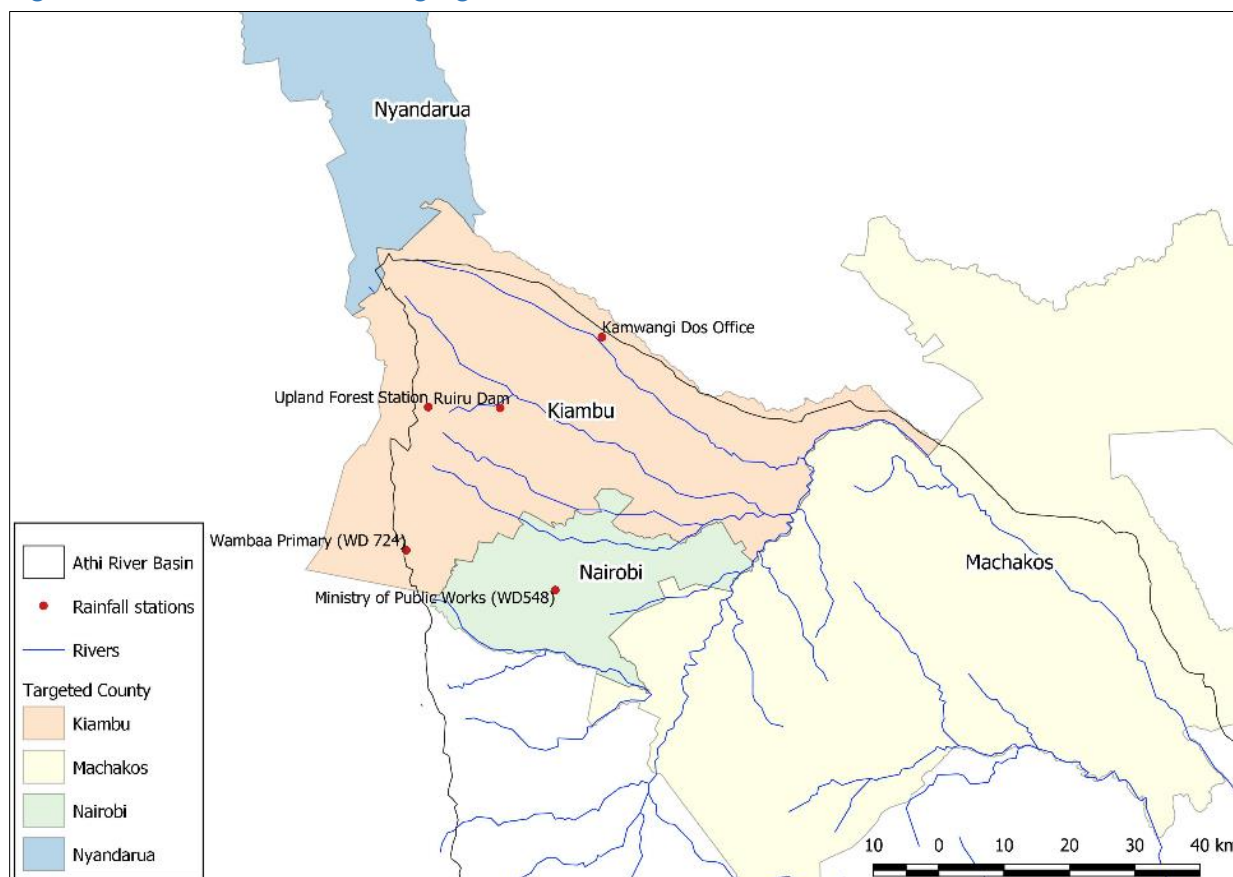 Nyandarua
Kamwangi Dos Office
Upland Forest Station Ruiru Dam
Kiambu
Wambaa Primary (WD 724)
Nairobi
Machakos
Ministry of Public Works (WD548)
Athi River Basin
Rainfall stations
Rivers
Targeted County
Kiambu
Machakos
Nairobi
Nyandarua
10 0 10 20 30 40 km